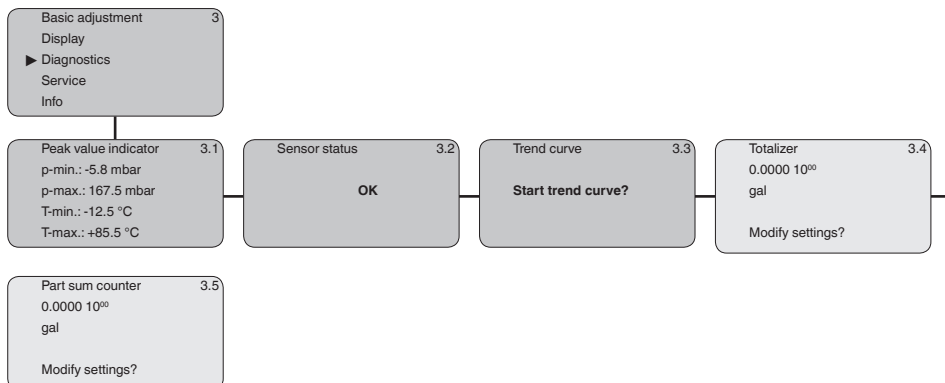 Basic adjustment 3
Display
▶ Diagnostics
Service
Info
Peak value indicator 3.1
p-min.: -5.8 mbar
p-max.: 167.5 mbar
T-min.: -12.5 °C
T-max.: +85.5 °C
Sensor status 3.2
OK
Trend curve 3.3
Start trend curve?
Totalizer 3.4
0.0000 10⁰⁰
gal
Modify settings?
Part sum counter 3.5
0.0000 10⁰⁰
gal
Modify settings?